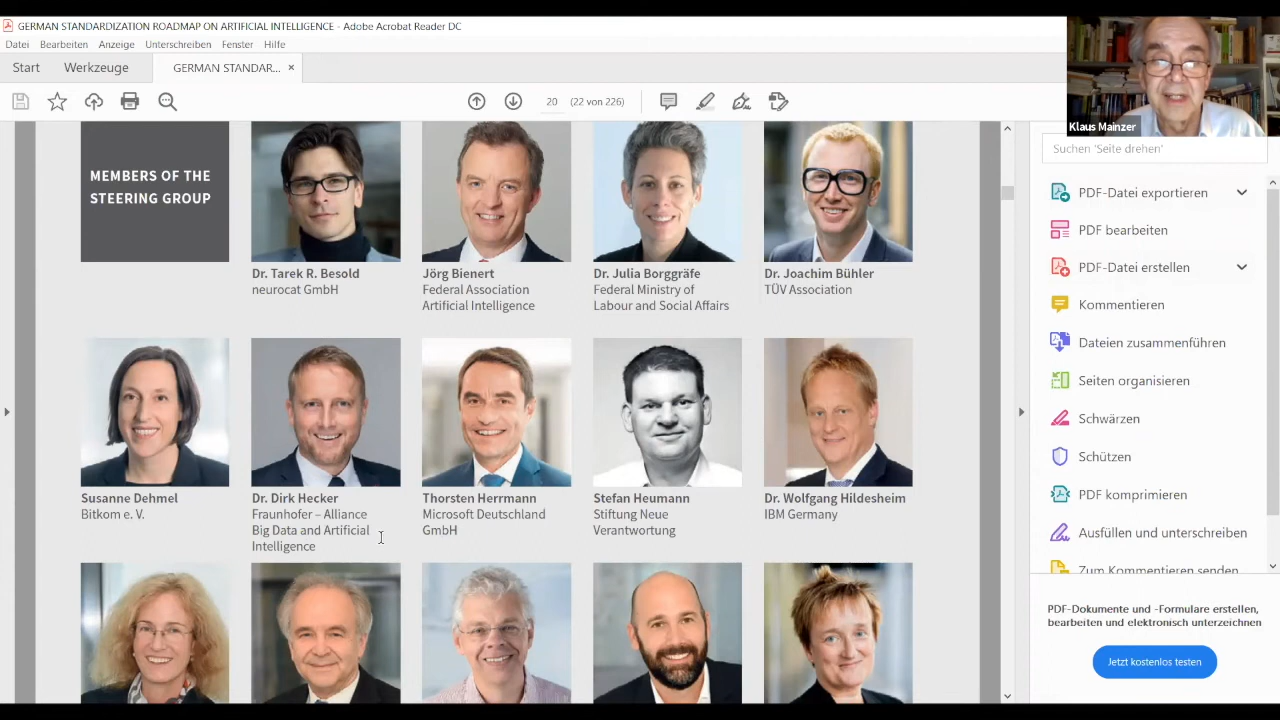 GERMAN STANDARDIZATION ROADMAP ON ARTIFICIAL INTELLIGENCE - Adobe Acrobat Reader DC
Datei Bearbeiten Anzeige Unterschreiben Fenster Hilfe
Start Werkzeuge GERMAN STANDAR... ×
20 (22 von 226)
Klaus Mainzer
Suchen 'Seite drehen'
MEMBERS OF THE
STEERING GROUP
Dr. Tarek R. Besold
neurocat GmbH
Jörg Bienert
Federal Association
Artificial Intelligence
Dr. Julia Borggräfe
Federal Ministry of
Labour and Social Affairs
Dr. Joachim Bühler
TÜV Association
Susanne Dehmel
Bitkom e. V.
Dr. Dirk Hecker
Fraunhofer – Alliance
Big Data and Artificial
Intelligence
Thorsten Herrmann
Microsoft Deutschland
GmbH
Stefan Heumann
Stiftung Neue
Verantwortung
Dr. Wolfgang Hildesheim
IBM Germany
PDF-Datei exportieren
PDF bearbeiten
PDF-Datei erstellen
Kommentieren
Dateien zusammenführen
Seiten organisieren
Schwärzen
Schützen
PDF komprimieren
Ausfüllen und unterschreiben
Zum Kommentieren senden
PDF-Dokumente und -Formulare erstellen,
bearbeiten und elektronisch unterzeichnen
Jetzt kostenlos testen